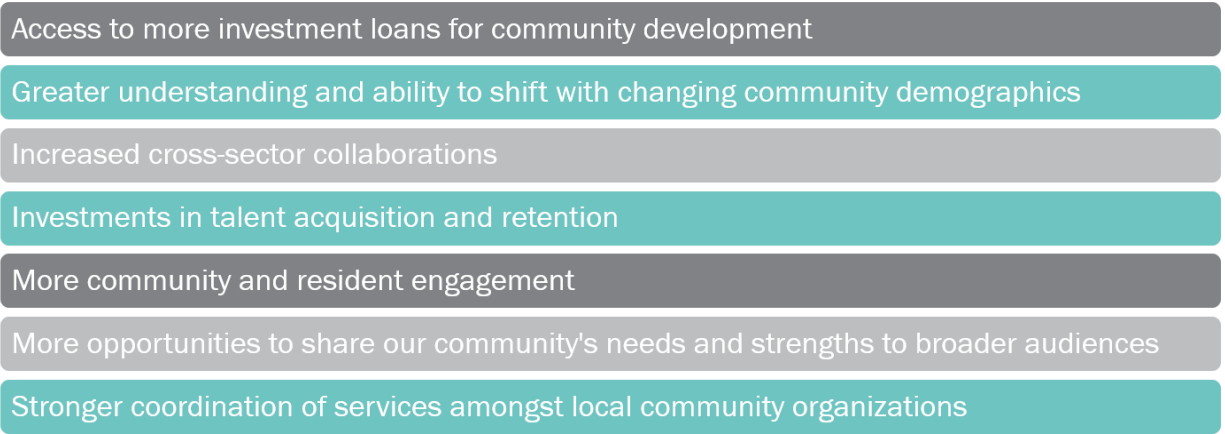 Access to more investment loans for community development
Greater understanding and ability to shift with changing community demographics
Increased cross-sector collaborations
Investments in talent acquisition and retention
More community and resident engagement
More opportunities to share our community's needs and strengths to broader audiences
Stronger coordination of services amongst local community organizations